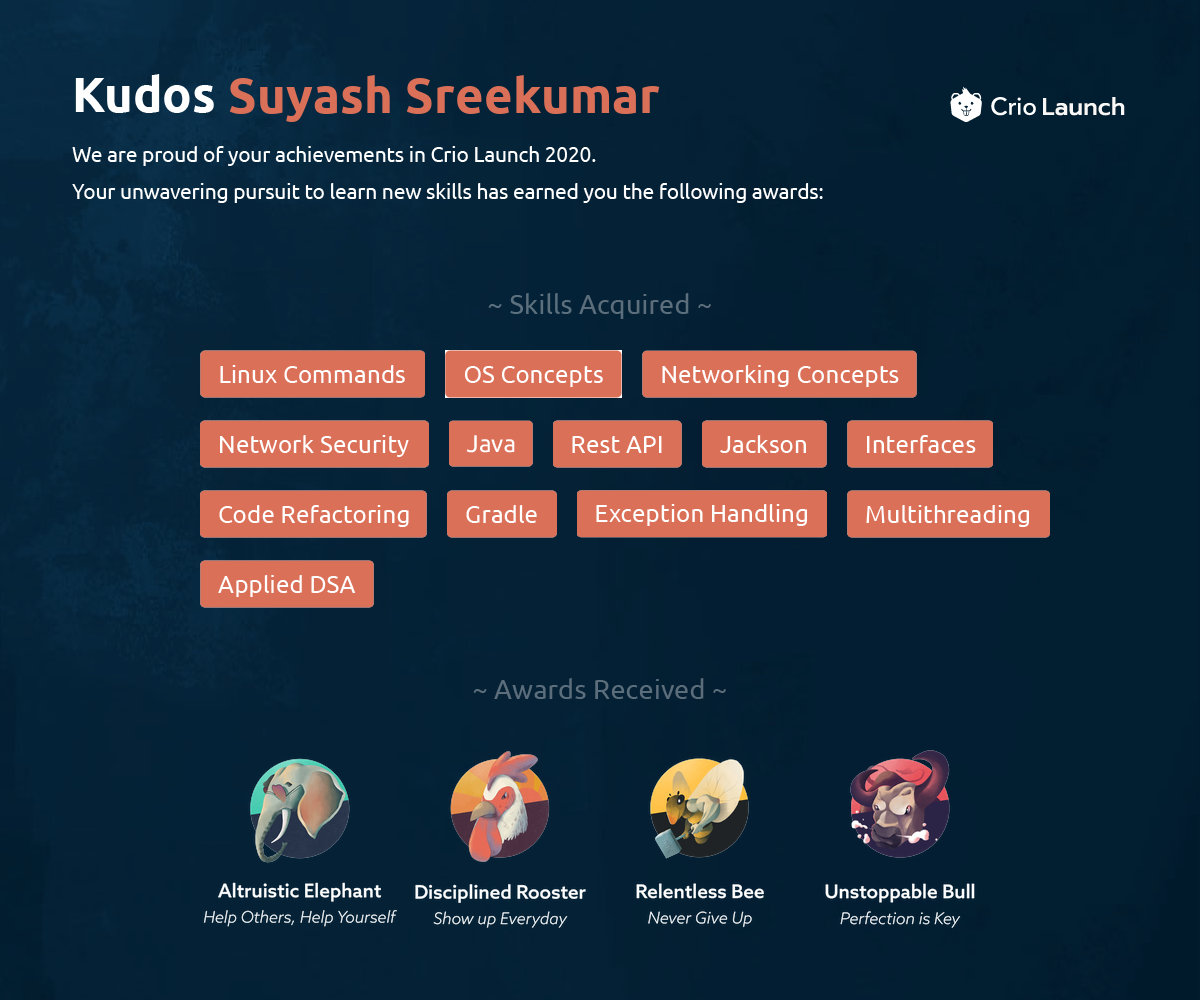 Kudos Suyash Sreekumar
Crio Launch
We are proud of your achievements in Crio Launch 2020.
Your unwavering pursuit to learn new skills has earned you the following awards:
~ Skills Acquired ~
Linux Commands OS Concepts Networking Concepts
Network Security Java Rest API Jackson Interfaces
Code Refactoring Gradle Exception Handling Multithreading
Applied DSA
~ Awards Received ~
Altruistic Elephant Disciplined Rooster Relentless Bee Unstoppable Bull
Help Others, Help Yourself Show up Everyday Never Give Up Perfection is Key